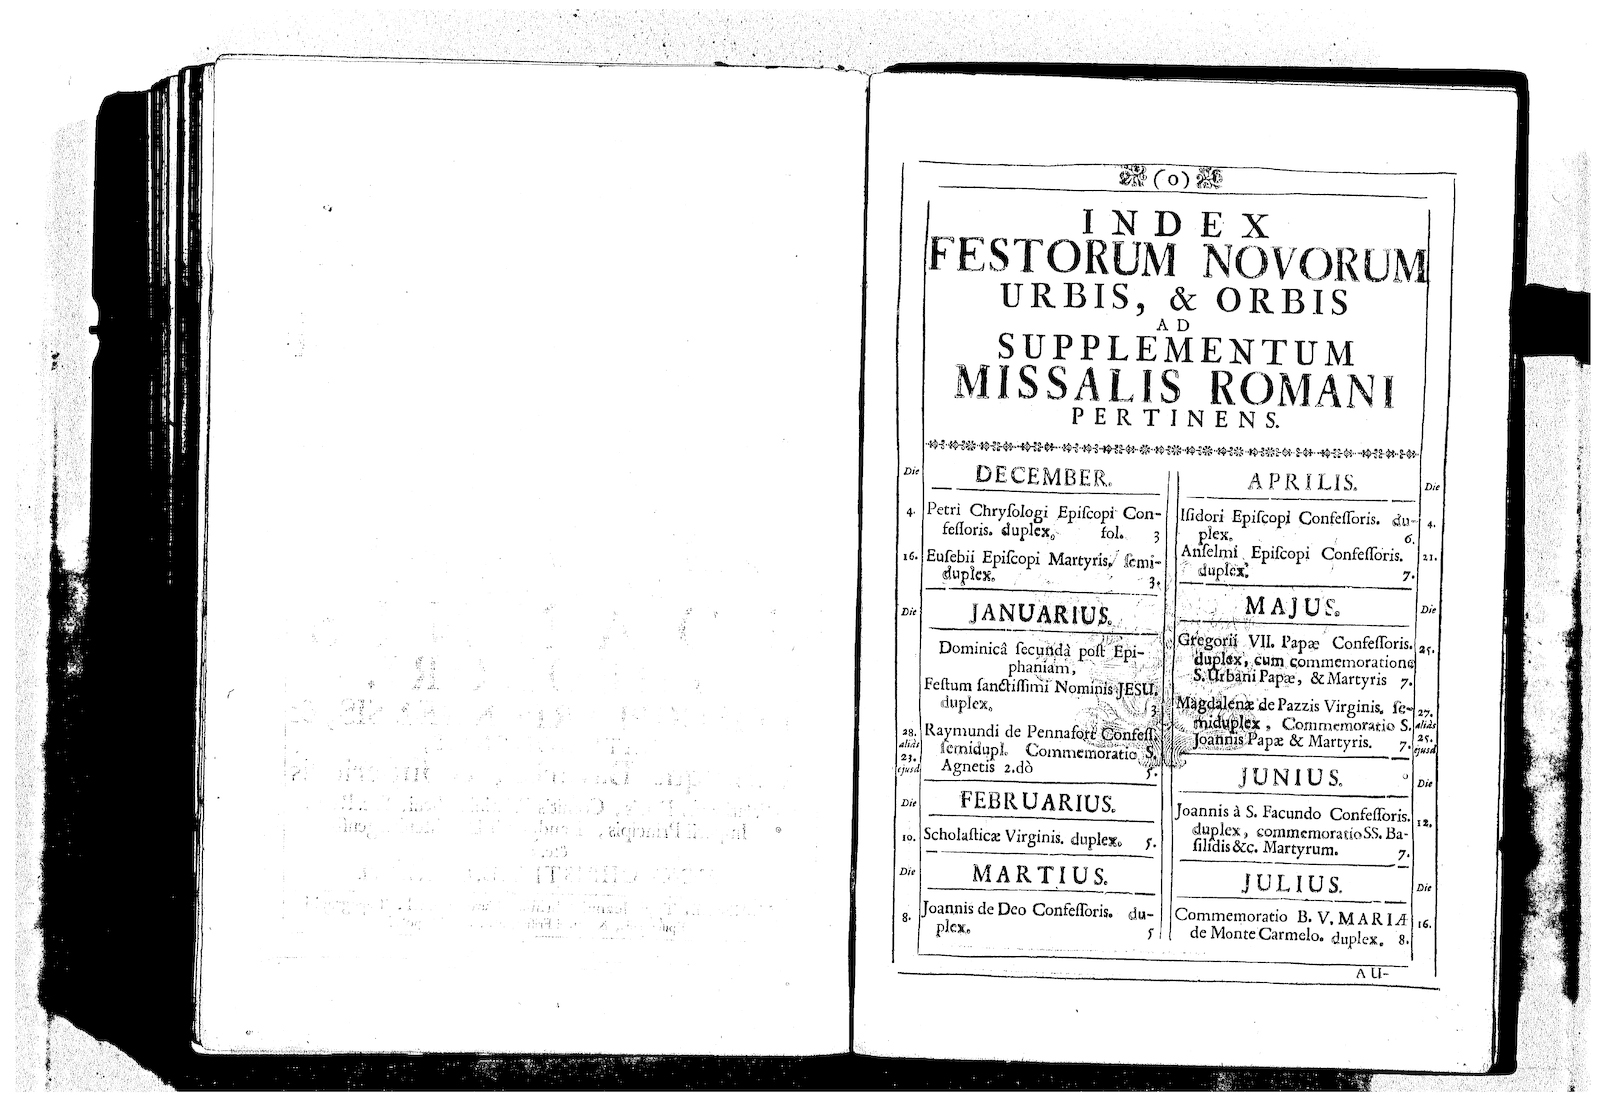 (0)
INDEX
FESTORUM NOVORUM
URBIS, & ORBIS
AD
SUPPLEMENTUM
MISSALIS ROMANI
PERTINENS.
Die DECEMBER.
4. Petri Chryſologi Epiſcopi Con-
feſſoris. duplex. fol. 3
16. Euſebii Epiſcopi Martyris. ſemi-
duplex. 3.
Die JANUARIUS.
Dominicâ ſecundâ poſt Epi-
phaniam,
Feſtum ſanctiſſimi Nominis JESU.
duplex. 3
28. Raymundi de Pennafort Confeſſ.
aliàs ſemidupl. Commemoratio S.
23. Agnetis 2.dò 5.
ejusd
Die FEBRUARIUS.
10. Scholaſticæ Virginis. duplex. 5.
Die MARTIUS.
8. Joannis de Deo Confeſſoris. du-
plex. 5
APRILIS. Die
Iſidori Epiſcopi Confeſſoris. du- 4.
plex. 6.
Anſelmi Epiſcopi Confeſſoris. 21.
duplex. 7.
MAJUS. Die
Gregorii VII. Papæ Confeſſoris. 25.
duplex, cum commemoratione
S. Urbani Papæ, & Martyris 7.
Magdalenæ de Pazzis Virginis. ſe- 27.
miduplex, Commemoratio S. aliàs
Joannis Papæ & Martyris. 7. 25.
ejusd
JUNIUS. Die
Joannis à S. Facundo Confeſſoris. 12.
duplex, commemoratio SS. Ba-
ſilidis &c. Martyrum. 7.
JULIUS. Die
Commemoratio B. V. MARIÆ 16.
de Monte Carmelo. duplex. 8.
AU-